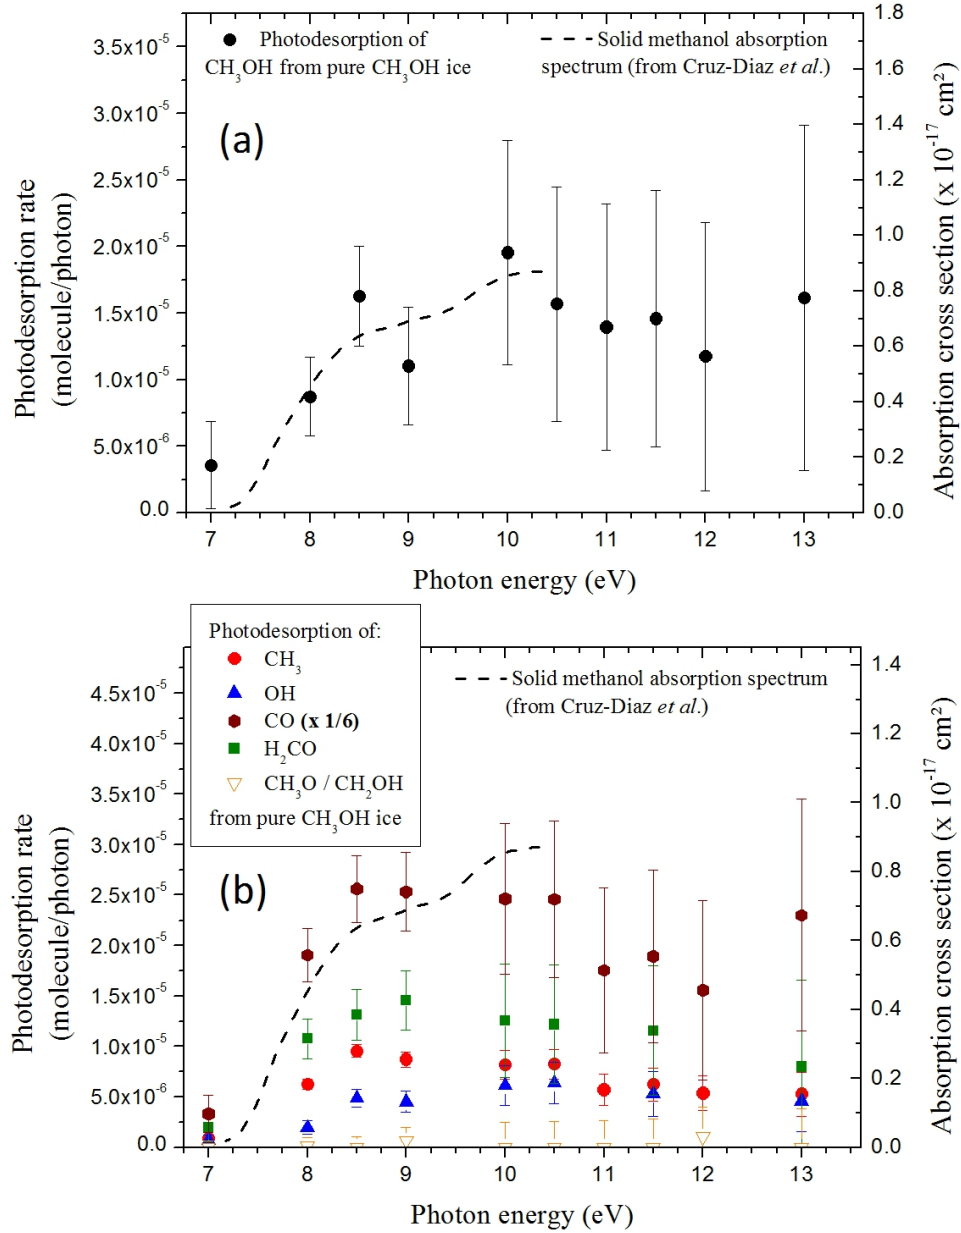 Photodesorption of
CH₃OH from pure CH₃OH ice
Solid methanol absorption
spectrum (from Cruz-Diaz et al.)
(a)
3.5x10⁻⁵
3.0x10⁻⁵
2.5x10⁻⁵
2.0x10⁻⁵
1.5x10⁻⁵
1.0x10⁻⁵
5.0x10⁻⁶
0.0
Photodesorption rate
(molecule/photon)
1.8
1.6
1.4
1.2
1.0
0.8
0.6
0.4
0.2
0.0
Absorption cross section (x 10⁻¹⁷ cm²)
7 8 9 10 11 12 13
Photon energy (eV)
Photodesorption of:
CH₃
OH
CO (x 1/6)
H₂CO
CH₃O / CH₂OH
from pure CH₃OH ice
Solid methanol absorption spectrum
(from Cruz-Diaz et al.)
(b)
4.5x10⁻⁵
4.0x10⁻⁵
3.5x10⁻⁵
3.0x10⁻⁵
2.5x10⁻⁵
2.0x10⁻⁵
1.5x10⁻⁵
1.0x10⁻⁵
5.0x10⁻⁶
0.0
Photodesorption rate
(molecule/photon)
1.4
1.2
1.0
0.8
0.6
0.4
0.2
0.0
Absorption cross section (x 10⁻¹⁷ cm²)
7 8 9 10 11 12 13
Photon energy (eV)